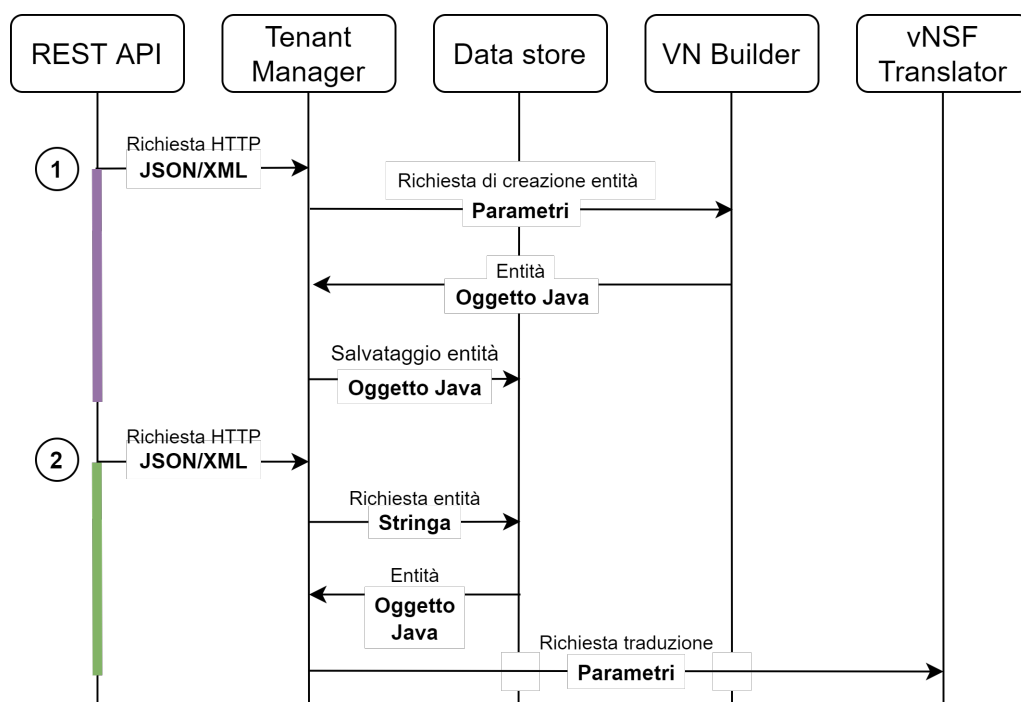 REST API
Tenant
Manager
Data store
VN Builder
vNSF
Translator
1
Richiesta HTTP
JSON/XML
Richiesta di creazione entità
Parametri
Entità
Oggetto Java
Salvataggio entità
Oggetto Java
2
Richiesta HTTP
JSON/XML
Richiesta entità
Stringa
Entità
Oggetto
Java
Richiesta traduzione
Parametri